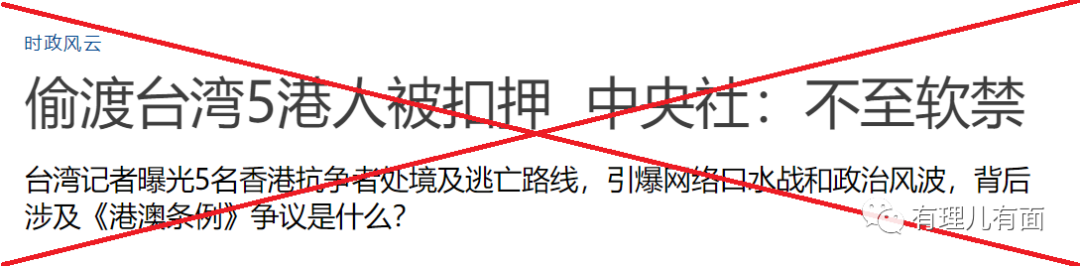 时政风云
偷渡台湾5港人被扣押 中央社：不至软禁
台湾记者曝光5名香港抗争者处境及逃亡路线，引爆网络口水战和政治风波，背后
涉及《港澳条例》争议是什么？
有理儿有面